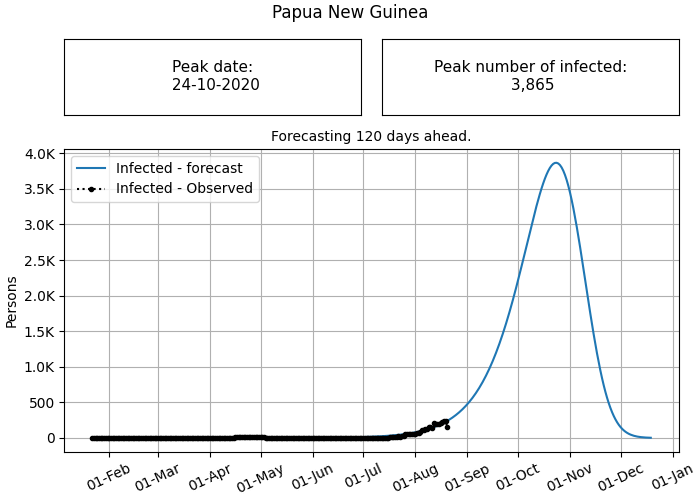 Papua New Guinea
Peak date:
24-10-2020
Peak number of infected:
3,865
Forecasting 120 days ahead.
Infected - forecast
Infected - Observed
4.0K
3.5K
3.0K
2.5K
2.0K
1.5K
1.0K
500
0
Persons
01-Feb
01-Mar
01-Apr
01-May
01-Jun
01-Jul
01-Aug
01-Sep
01-Oct
01-Nov
01-Dec
01-Jan